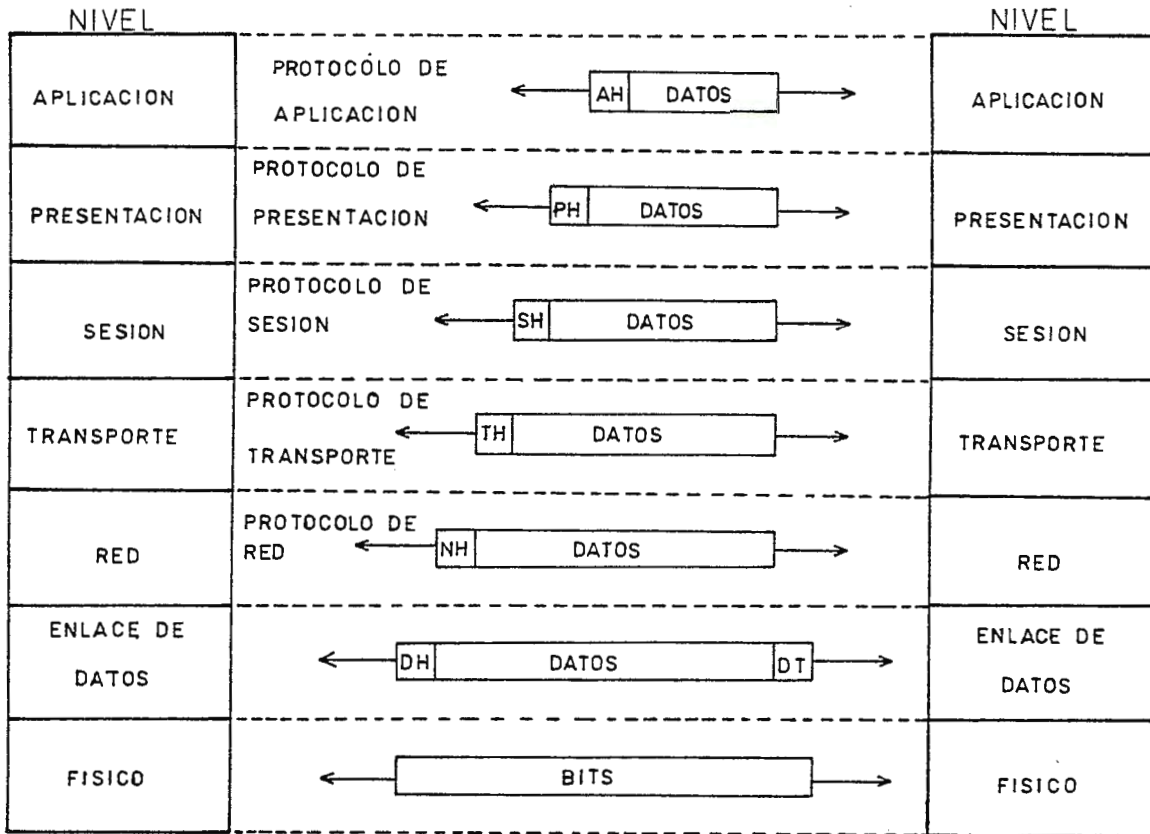 NIVEL
NIVEL
APLICACION
PROTOCÓLO DE
APLICACION
AH DATOS
APLICACION
PRESENTACION
PROTOCOLO DE
PRESENTACION
PH DATOS
PRESENTACION
SESION
PROTOCOLO DE
SESION
SH DATOS
SESION
TRANSPORTE
PROTOCOLO DE
TRANSPORTE
TH DATOS
TRANSPORTE
RED
PROTOCOLO DE
RED
NH DATOS
RED
ENLACE DE
DATOS
DH DATOS DT
ENLACE DE
DATOS
FISICO
BITS
FISICO